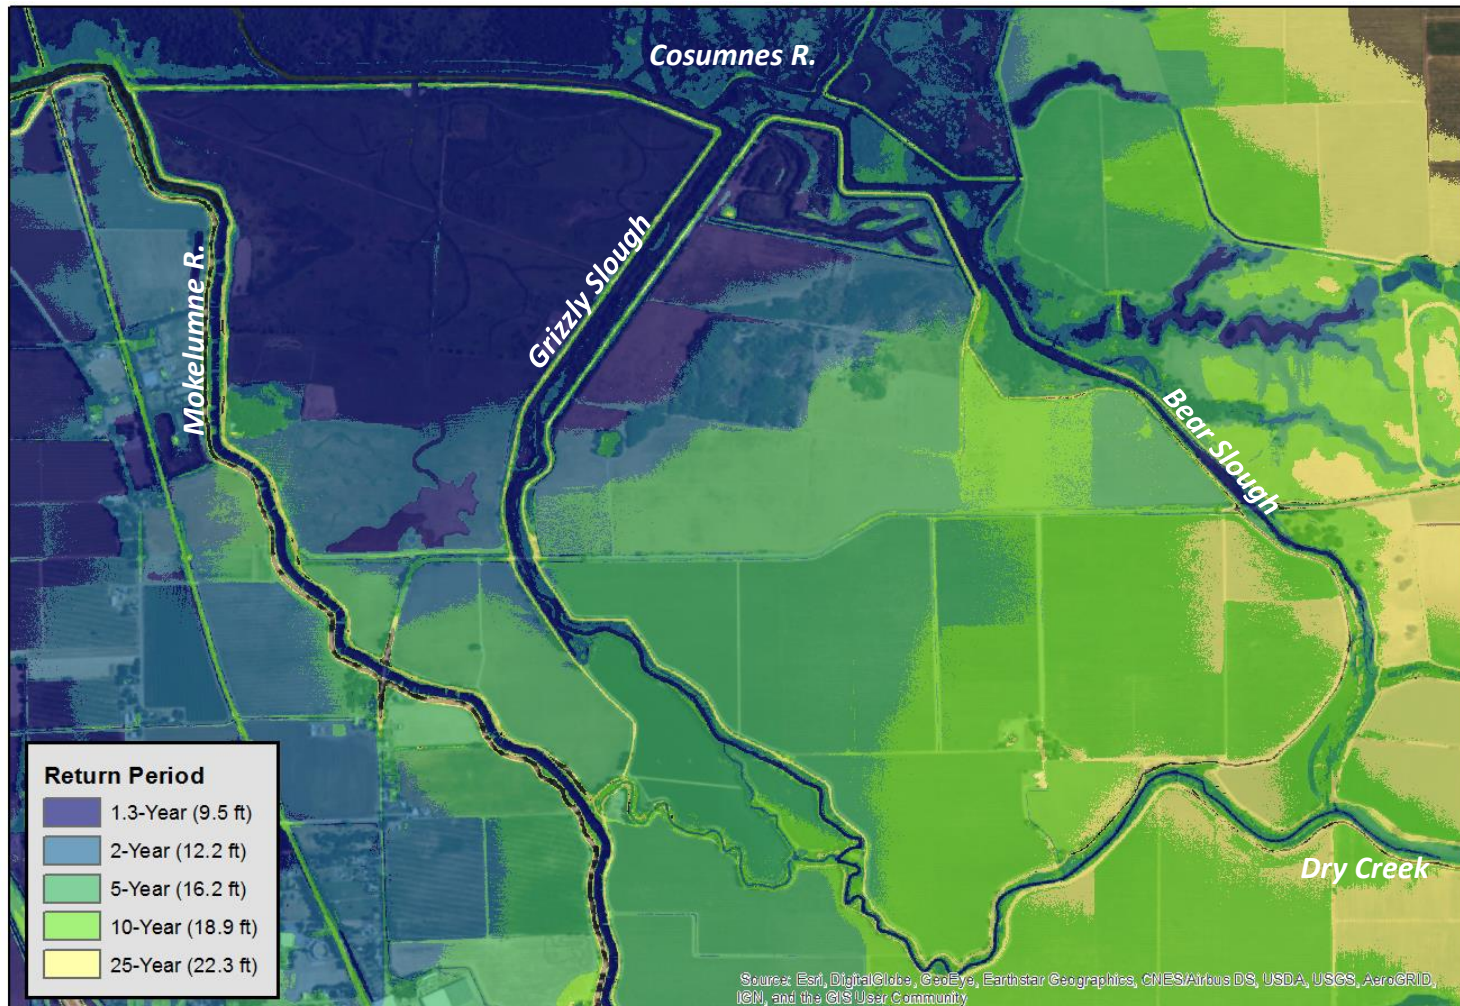 Cosumnes R.
Mokelumne R.
Grizzly Slough
Bear Slough
Dry Creek
Return Period
1.3-Year (9.5 ft)
2-Year (12.2 ft)
5-Year (16.2 ft)
10-Year (18.9 ft)
25-Year (22.3 ft)
Source: Esri, DigitalGlobe, GeoEye, Earthstar Geographics, CNES/Airbus DS, USDA, USGS, AeroGRID,
IGN, and the GIS User Community